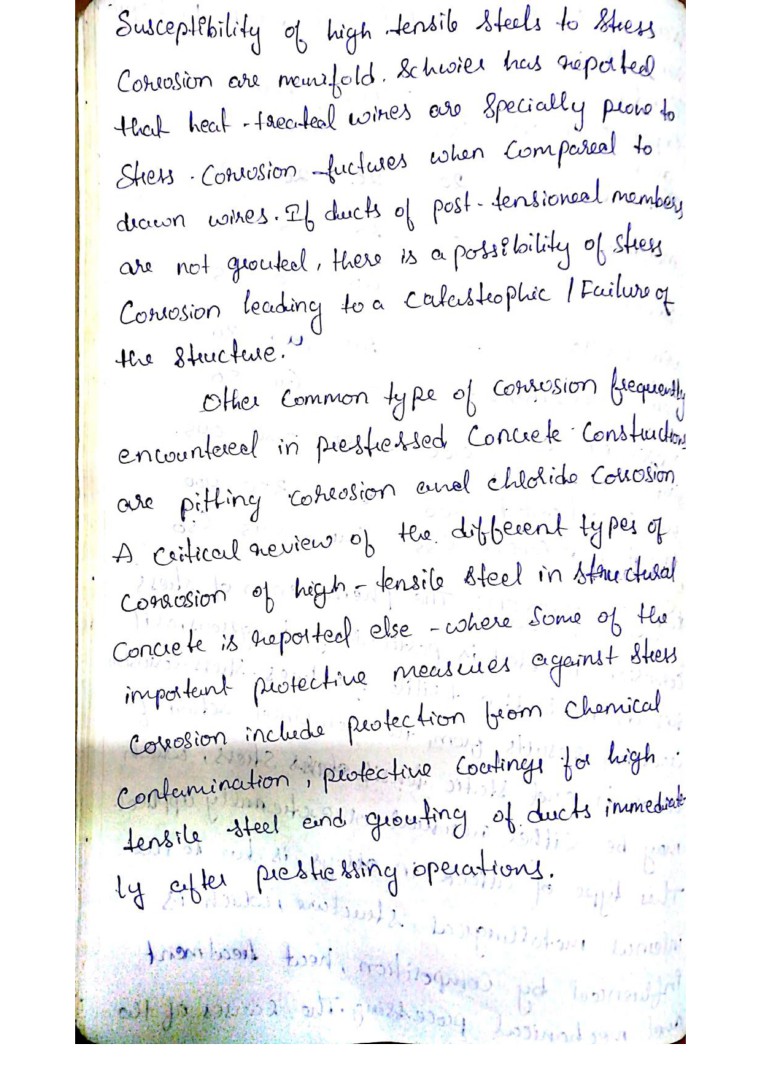 Susceptibility of high tensile steels to stress
Corrosion are manifold. Schwier has reported
that heat - treated wires are Specially prone to
Stress - Corrosion fuctures when Compared to
drawn wires. If ducts of post - tensioned members
are not grouted, there is a possibility of stress
Corrosion leading to a Catastrophic / Failure of
the structure."
Other Common type of corrosion frequently
encountered in prestressed Concrete Construction
are pitting corrosion and chloride Corrosion
A critical review of the different types of
Corrosion of high - tensile steel in structural
Concrete is reported else - where Some of the
important protective measures against stress
Corosion include protection from Chemical
Contamination, protective Coatings for high
tensile steel and grouting of ducts immediate
ly after prestressing operations.